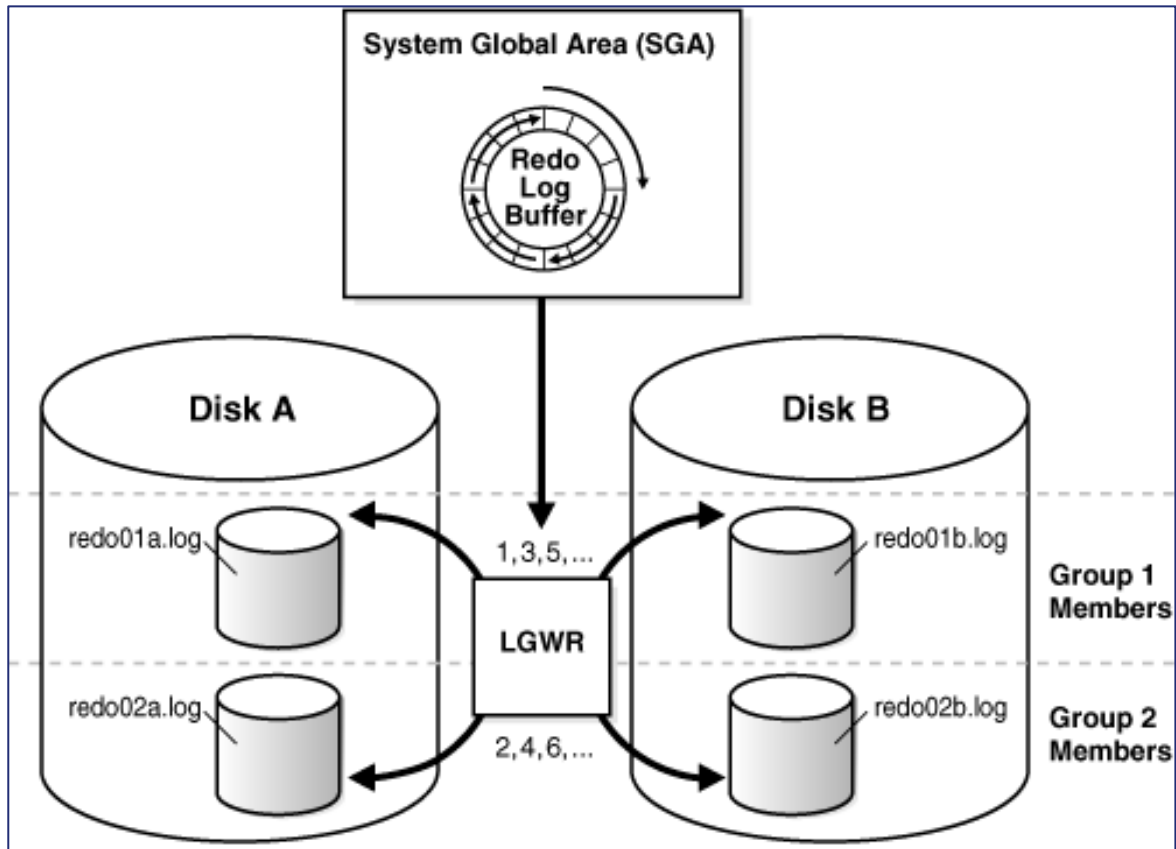 System Global Area (SGA)
Redo
Log
Buffer
Disk A
Disk B
redo01a.log
1,3,5,...
redo01b.log
Group 1
Members
LGWR
redo02a.log
2,4,6,...
redo02b.log
Group 2
Members